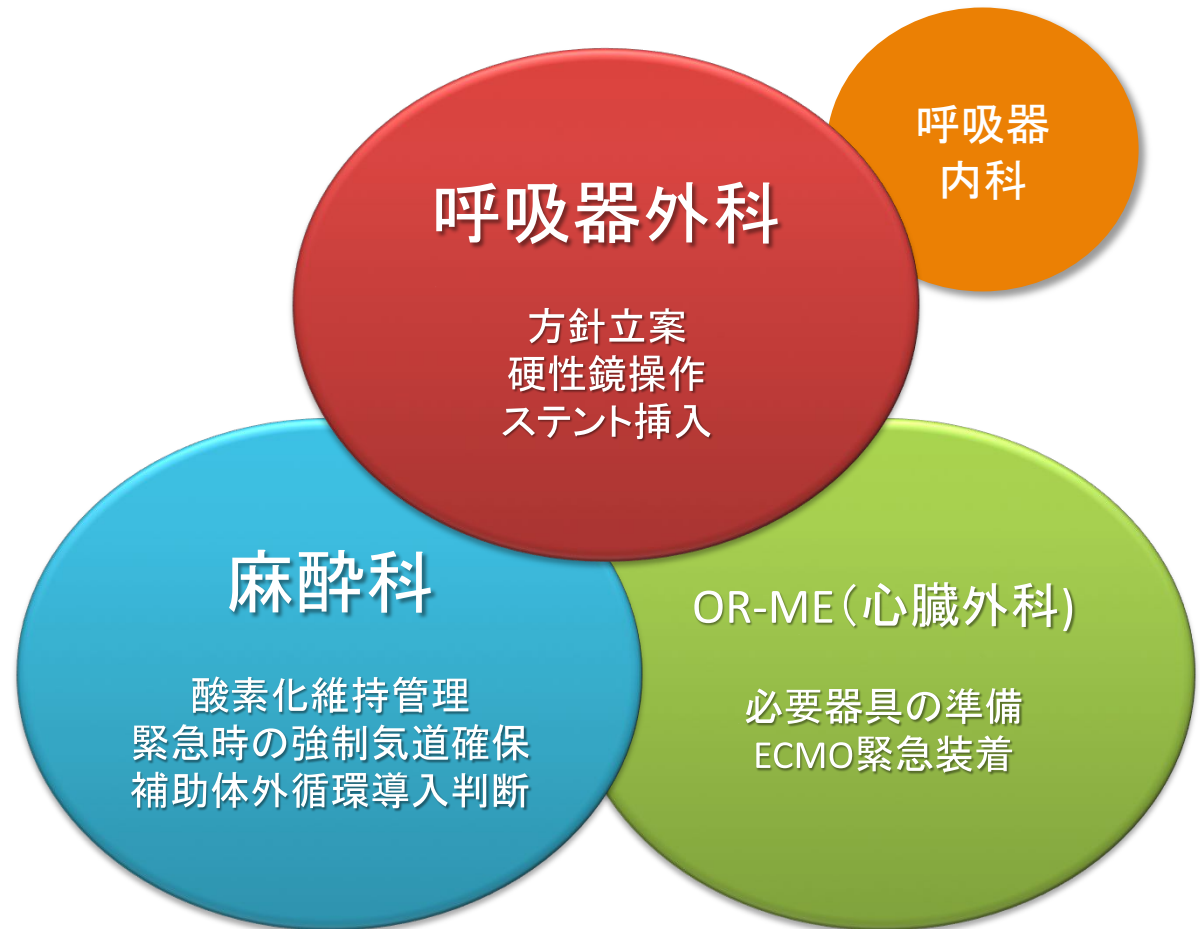 呼吸器
内科
呼吸器外科
方針立案
硬性鏡操作
ステント挿入
麻酔科
酸素化維持管理
緊急時の強制気道確保
補助体外循環導入判断
OR-ME（心臓外科)
必要器具の準備
ECMO緊急装着